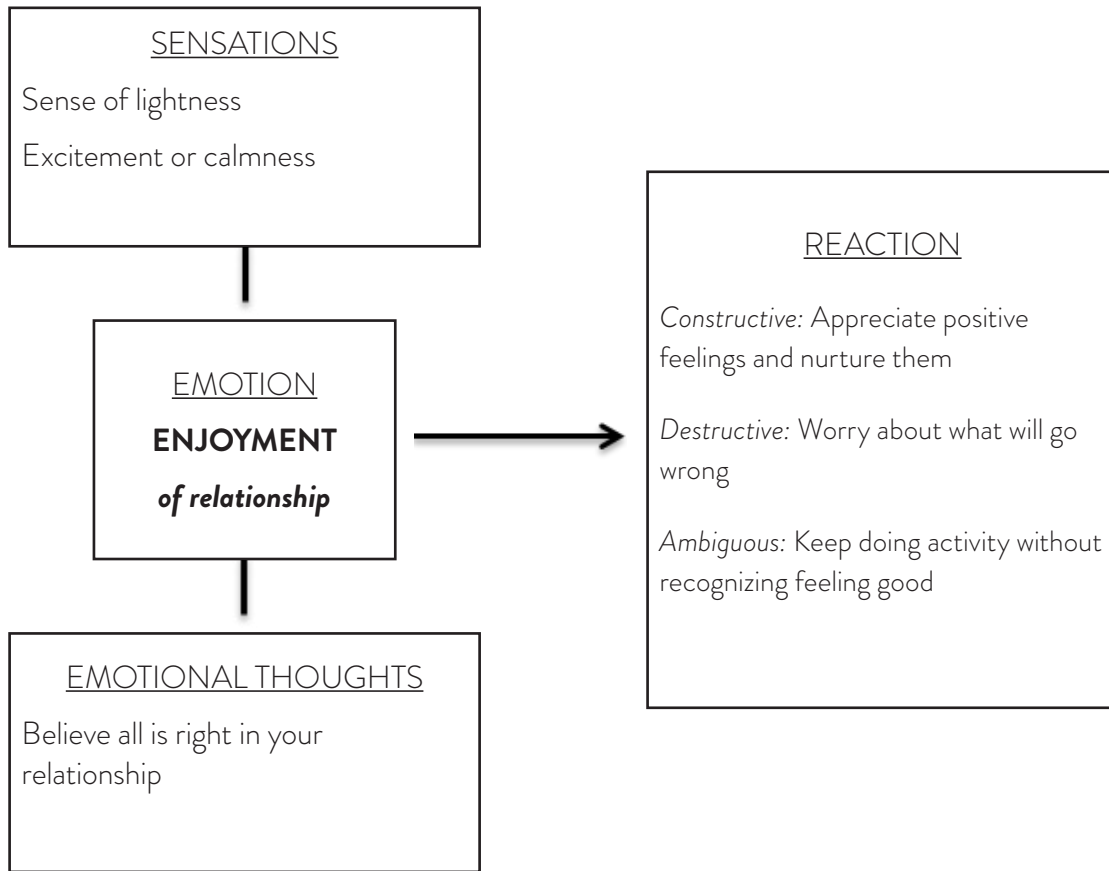 SENSATIONS
Sense of lightness
Excitement or calmness
EMOTION
ENJOYMENT
of relationship
EMOTIONAL THOUGHTS
Believe all is right in your
relationship
REACTION
Constructive: Appreciate positive
feelings and nurture them
Destructive: Worry about what will go
wrong
Ambiguous: Keep doing activity without
recognizing feeling good